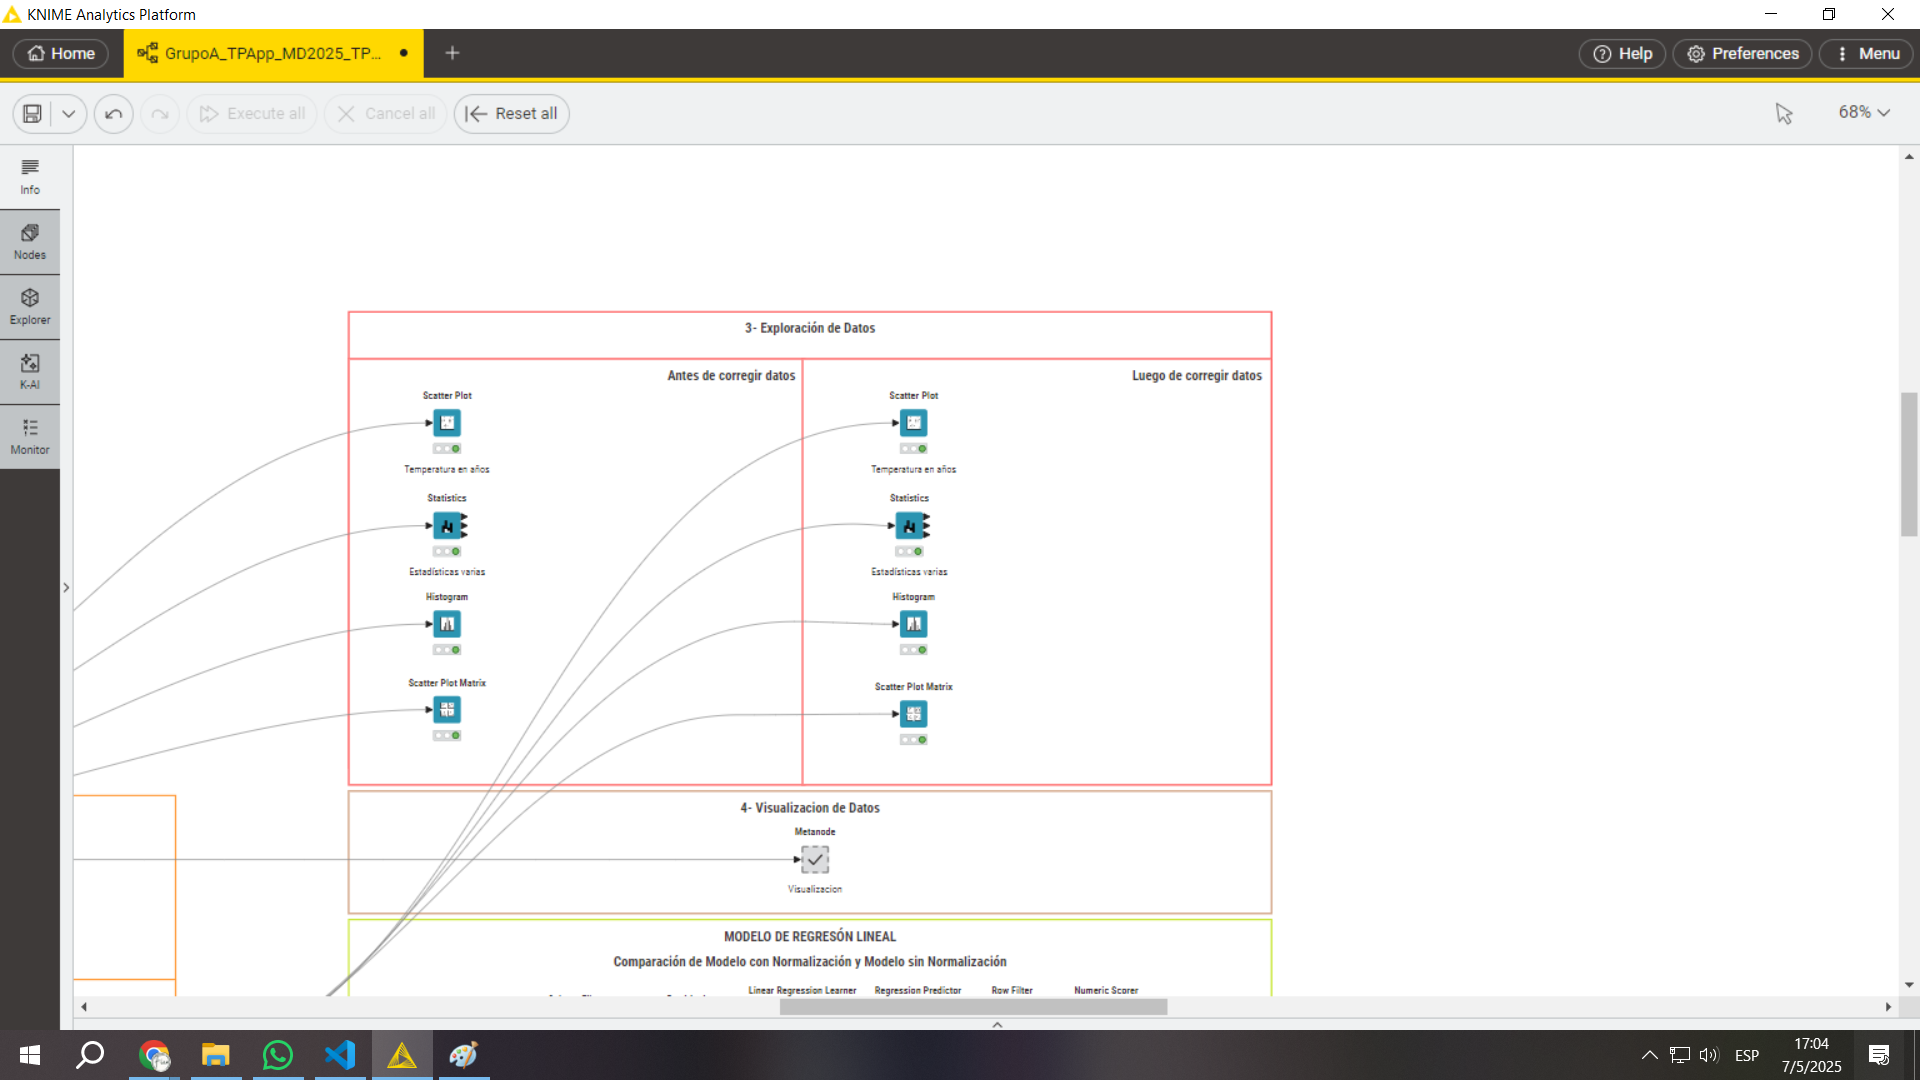 KNIME Analytics Platform
Home
GrupoA_TPApp_MD2025_TP...
Help
Preferences
Menu
Execute all
Cancel all
Reset all
68%
Info
Nodes
Explorer
K-AI
Monitor
3- Exploración de Datos
Antes de corregir datos
Luego de corregir datos
Scatter Plot
Scatter Plot
Temperatura en años
Temperatura en años
Statistics
Statistics
Estadísticas varias
Estadísticas varias
Histogram
Histogram
Scatter Plot Matrix
Scatter Plot Matrix
4- Visualizacion de Datos
Metanode
Visualizacion
MODELO DE REGRESÓN LINEAL
Comparación de Modelo con Normalización y Modelo sin Normalización
Linear Regression Learner
Regression Predictor
Row Filter
Numeric Scorer
ESP
17:04
7/5/2025